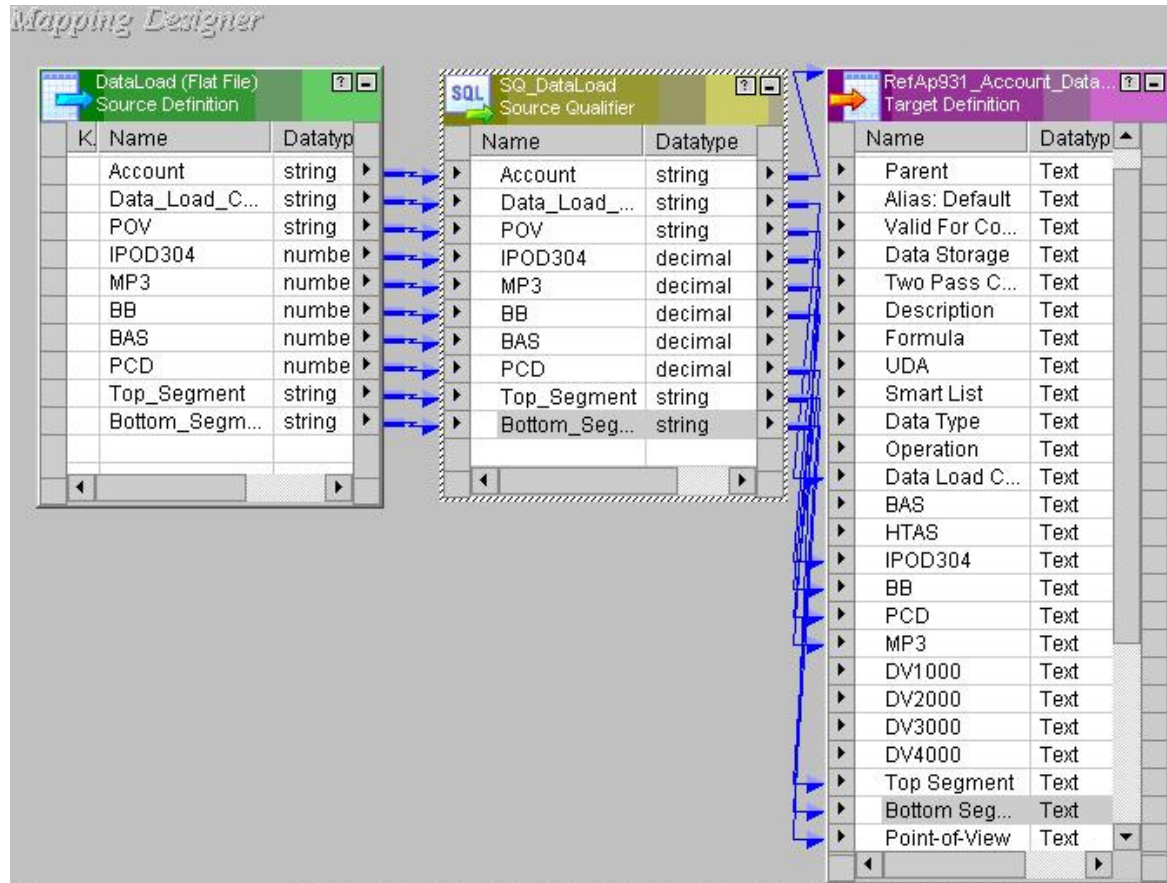 Mapping Designer
DataLoad (Flat File)
Source Definition
K. Name Datatyp
Account string
Data_Load_C... string
POV string
IPOD304 numbe
MP3 numbe
BB numbe
BAS numbe
PCD numbe
Top_Segment string
Bottom_Segm... string
SQL SQ_DataLoad
Source Qualifier
Name Datatype
Account string
Data_Load_... string
POV string
IPOD304 decimal
MP3 decimal
BB decimal
BAS decimal
PCD decimal
Top_Segment string
Bottom_Seg... string
RefAp931_Account_Data...
Target Definition
Name Datatyp
Parent Text
Alias: Default Text
Valid For Co... Text
Data Storage Text
Two Pass C... Text
Description Text
Formula Text
UDA Text
Smart List Text
Data Type Text
Operation Text
Data Load C... Text
BAS Text
HTAS Text
IPOD304 Text
BB Text
PCD Text
MP3 Text
DV1000 Text
DV2000 Text
DV3000 Text
DV4000 Text
Top Segment Text
Bottom Seg... Text
Point-of-View Text